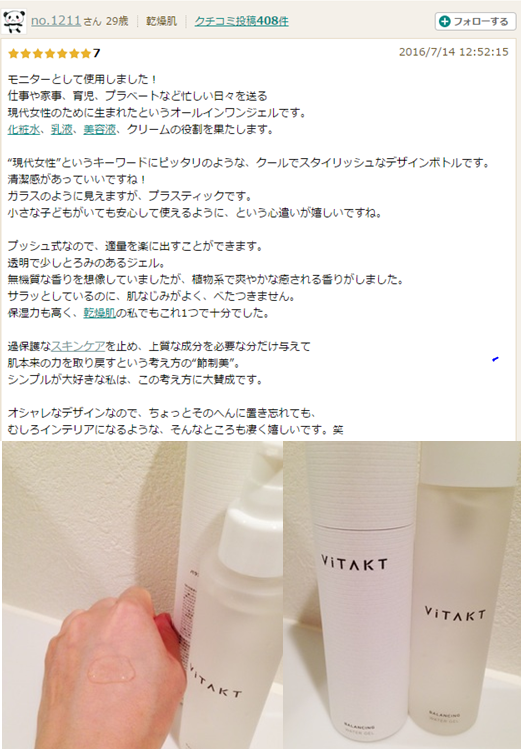 no.1211さん 29歳 乾燥肌 クチコミ投稿408件 フォローする
7 2016/7/14 12:52:15
モニターとして使用しました！
仕事や家事、育児、プラベートなど忙しい日々を送る
現代女性のために生まれたというオールインワンジェルです。
化粧水、乳液、美容液、クリームの役割を果たします。
“現代女性”というキーワードにピッタリのような、クールでスタイリッシュなデザインボトルです。
清潔感があっていいですね！
ガラスのように見えますが、プラスティックです。
小さな子どもがいても安心して使えるように、という心遣いが嬉しいですね。
プッシュ式なので、適量を楽に出すことができます。
透明で少しとろみのあるジェル。
無機質な香りを想像していましたが、植物系で爽やかな癒される香りがしました。
サラッとしているのに、肌なじみがよく、べたつきません。
保湿力も高く、乾燥肌の私でもこれ1つで十分でした。
過保護なスキンケアを止め、上質な成分を必要な分だけ与えて
肌本来の力を取り戻すという考え方の“節制美”。
シンプルが大好きな私は、この考え方に大賛成です。
オシャレなデザインなので、ちょっとそのへんに置き忘れても、
むしろインテリアになるような、そんなところも凄く嬉しいです。笑
ViTAKT
ViTAKT
BALANCING
WATER GEL
ViTAKT
BALANCING
WATER GEL